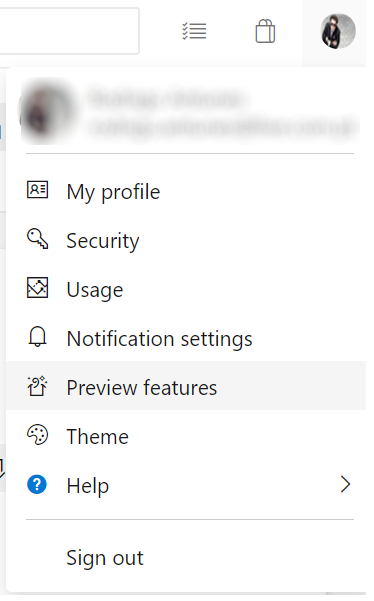 My profile
Security
Usage
Notification settings
Preview features
Theme
Help
Sign out